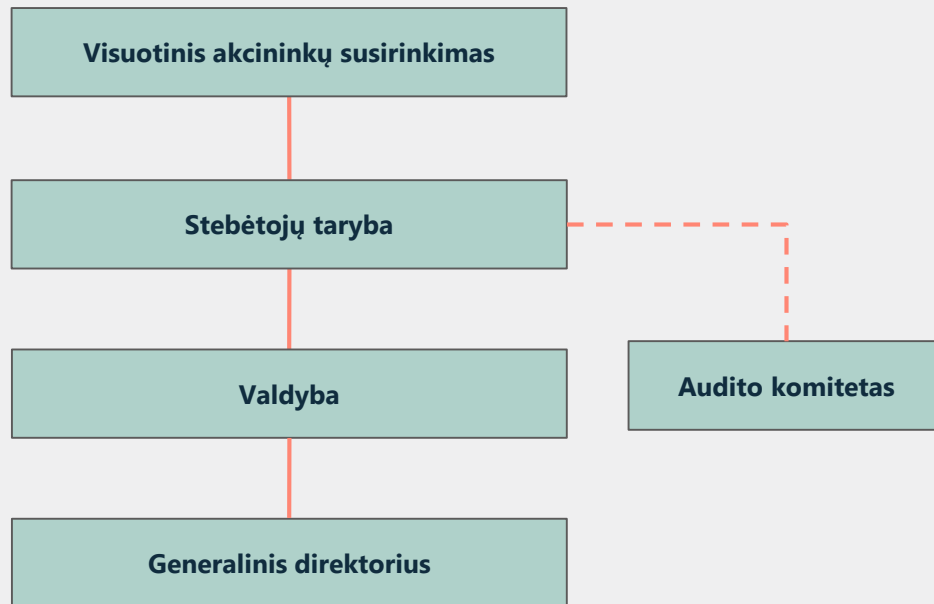 Visuotinis akcininkų susirinkimas
Stebėtojų taryba
Valdyba
Audito komitetas
Generalinis direktorius